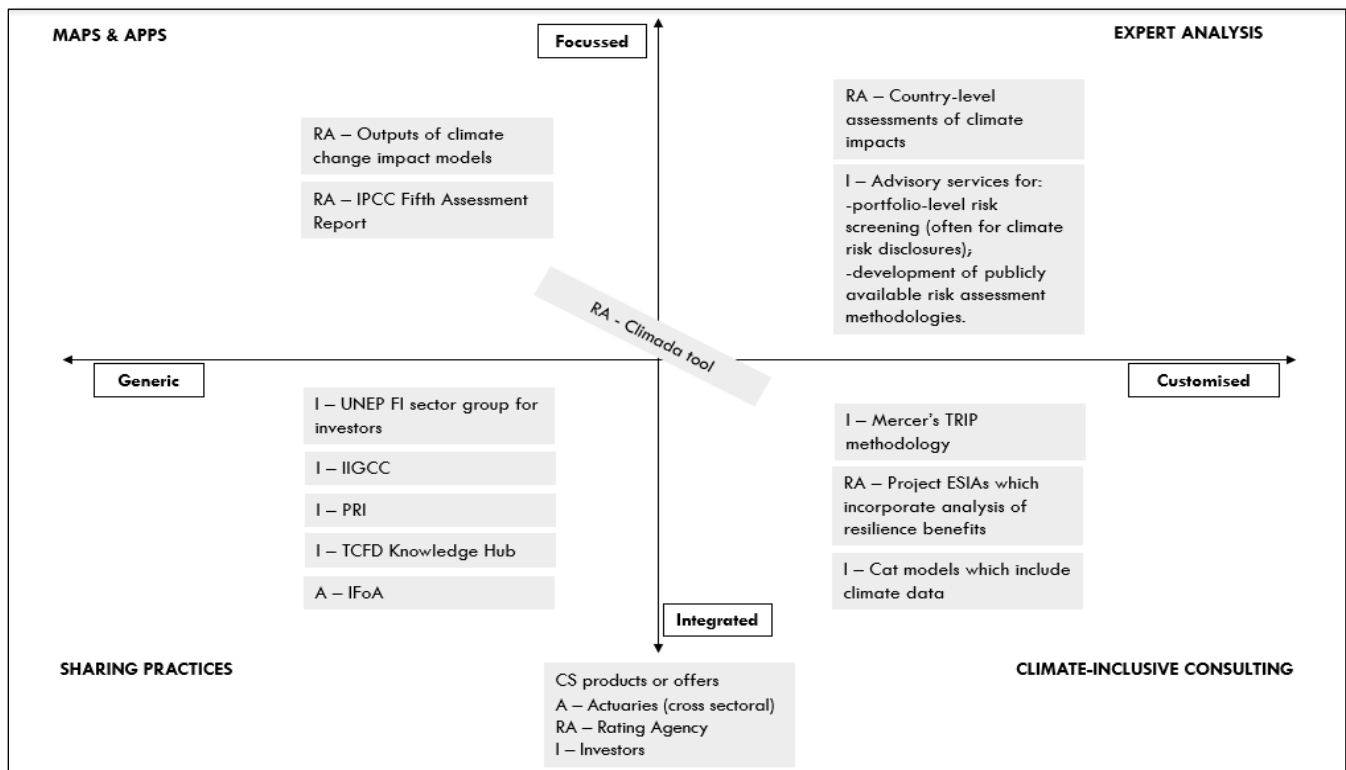 MAPS & APPS
Focussed
EXPERT ANALYSIS
RA – Outputs of climate
change impact models
RA – IPCC Fifth Assessment
Report
RA – Country-level
assessments of climate
impacts
I – Advisory services for:
-portfolio-level risk
screening (often for climate
risk disclosures);
-development of publicly
available risk assessment
methodologies.
RA - Climada tool
Generic
Customised
I – UNEP FI sector group for
investors
I – IIGCC
I – PRI
I – TCFD Knowledge Hub
A – IFoA
I – Mercer's TRIP
methodology
RA – Project ESIAs which
incorporate analysis of
resilience benefits
I – Cat models which include
climate data
Integrated
SHARING PRACTICES
CLIMATE-INCLUSIVE CONSULTING
CS products or offers
A – Actuaries (cross sectoral)
RA – Rating Agency
I – Investors